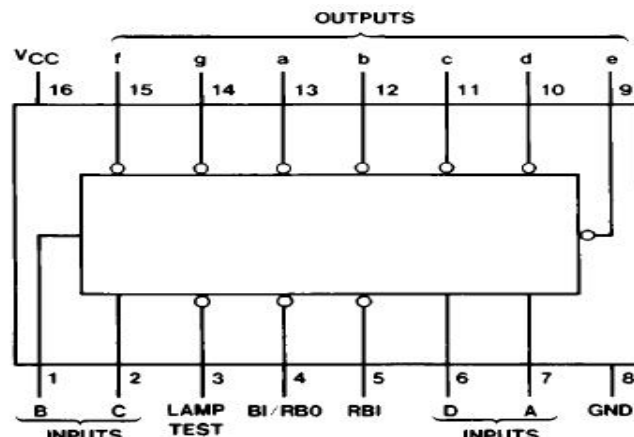 OUTPUTS
VCC f g a b c d e
16 15 14 13 12 11 10 9
1 2 3 4 5 6 7 8
B C LAMP TEST BI/RBO RBI D A GND
INPUTS INPUTS